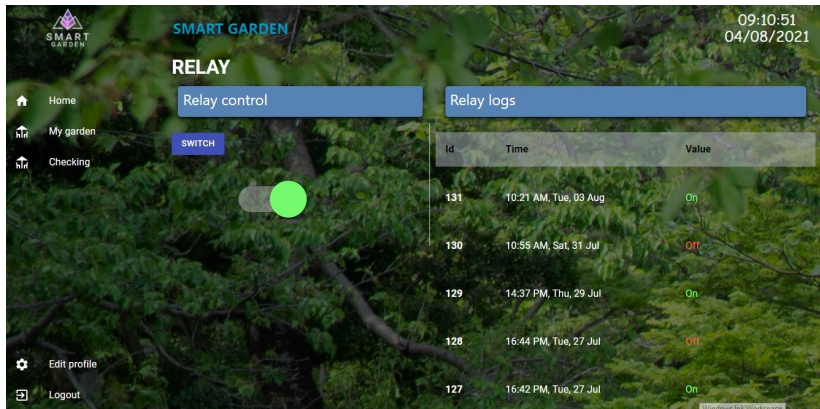 SMART
GARDEN
SMART GARDEN
09:10:51
04/08/2021
RELAY
Home
My garden
Checking
Edit profile
Logout
Relay control
SWITCH
Relay logs
Id Time Value
131 10:21 AM, Tue, 03 Aug On
130 10:55 AM, Sat, 31 Jul Off
129 14:37 PM, Thu, 29 Jul On
128 16:44 PM, Tue, 27 Jul Off
127 16:42 PM, Tue, 27 Jul On
Windows Ink Workspace